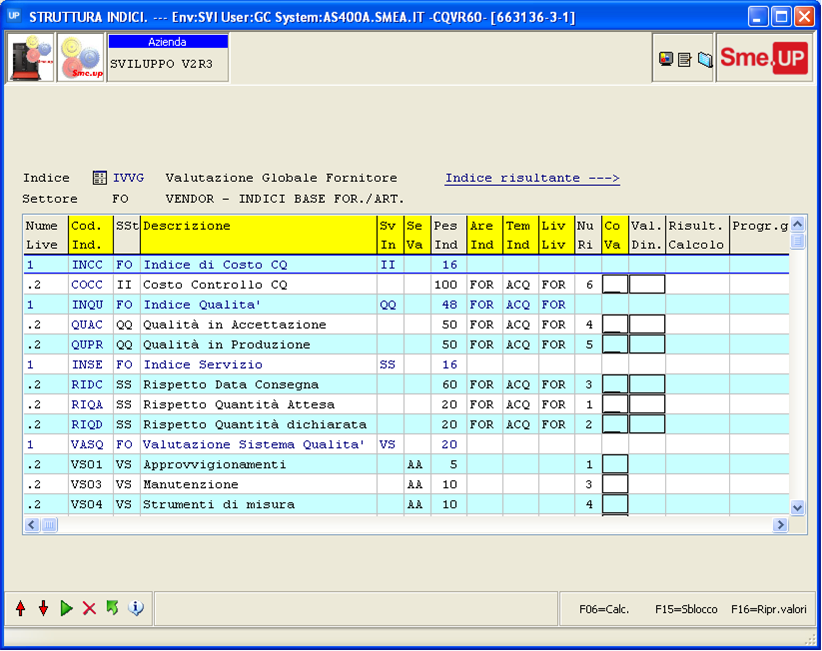 UP STRUTTURA INDICI. --- Env:SVI User:GC System:AS400A.SMEA.IT -CQVR60- [663136-3-1]
Azienda
SVILUPPO V2R3
Sme.up
Sme.UP
Indice IVVG Valutazione Globale Fornitore Indice risultante --->
Settore FO VENDOR - INDICI BASE FOR./ART.
Nume Cod. SSt Descrizione Sv Se Pes Are Tem Liv Nu Co Val. Risult. Progr.g
Live Ind. In Va Ind Ind Ind Liv Ri Va Din. Calcolo
1 INCC FO Indice di Costo CQ II 16
.2 COCC II Costo Controllo CQ 100 FOR ACQ FOR 6 __
1 INQU FO Indice Qualita' QQ 48 FOR ACQ FOR
.2 QUAC QQ Qualità in Accettazione 50 FOR ACQ FOR 4 __
.2 QUPR QQ Qualità in Produzione 50 FOR ACQ FOR 5 __
1 INSE FO Indice Servizio SS 16
.2 RIDC SS Rispetto Data Consegna 60 FOR ACQ FOR 3 __
.2 RIQA SS Rispetto Quantità Attesa 20 FOR ACQ FOR 1 __
.2 RIQD SS Rispetto Quantità dichiarata 20 FOR ACQ FOR 2 __
1 VASQ FO Valutazione Sistema Qualita' VS 20
.2 VS01 VS Approvvigionamenti AA 5 1
.2 VS03 VS Manutenzione AA 10 3
.2 VS04 VS Strumenti di misura AA 10 4
F06=Calc. F15=Sblocco F16=Ripr.valori